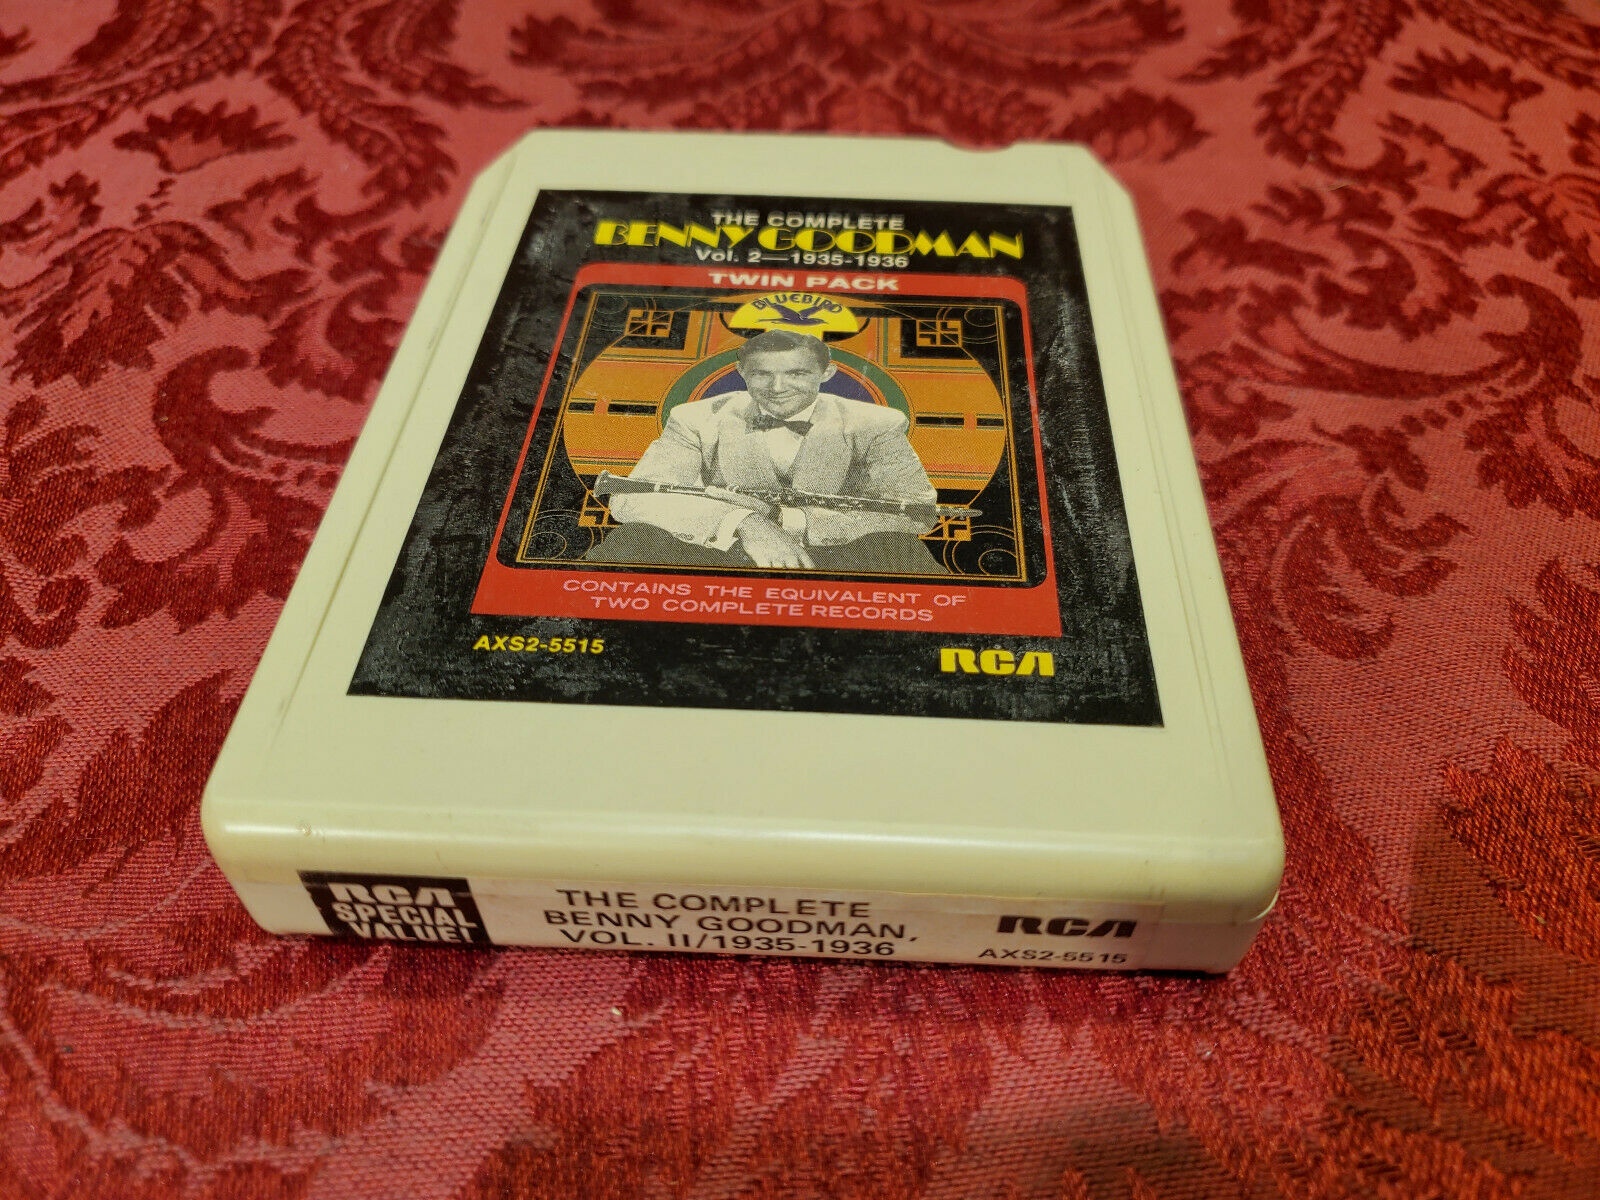 THE COMPLETE
BENNY GOODMAN
Vol. 2—1935-1936
TWIN PACK
BLUEBIRD
CONTAINS THE EQUIVALENT OF
TWO COMPLETE RECORDS
AXS2-5515
RCA
RCA
SPECIAL
VALUE!
THE COMPLETE
BENNY GOODMAN,
VOL. II/1935-1936
RCA
AXS2-5515